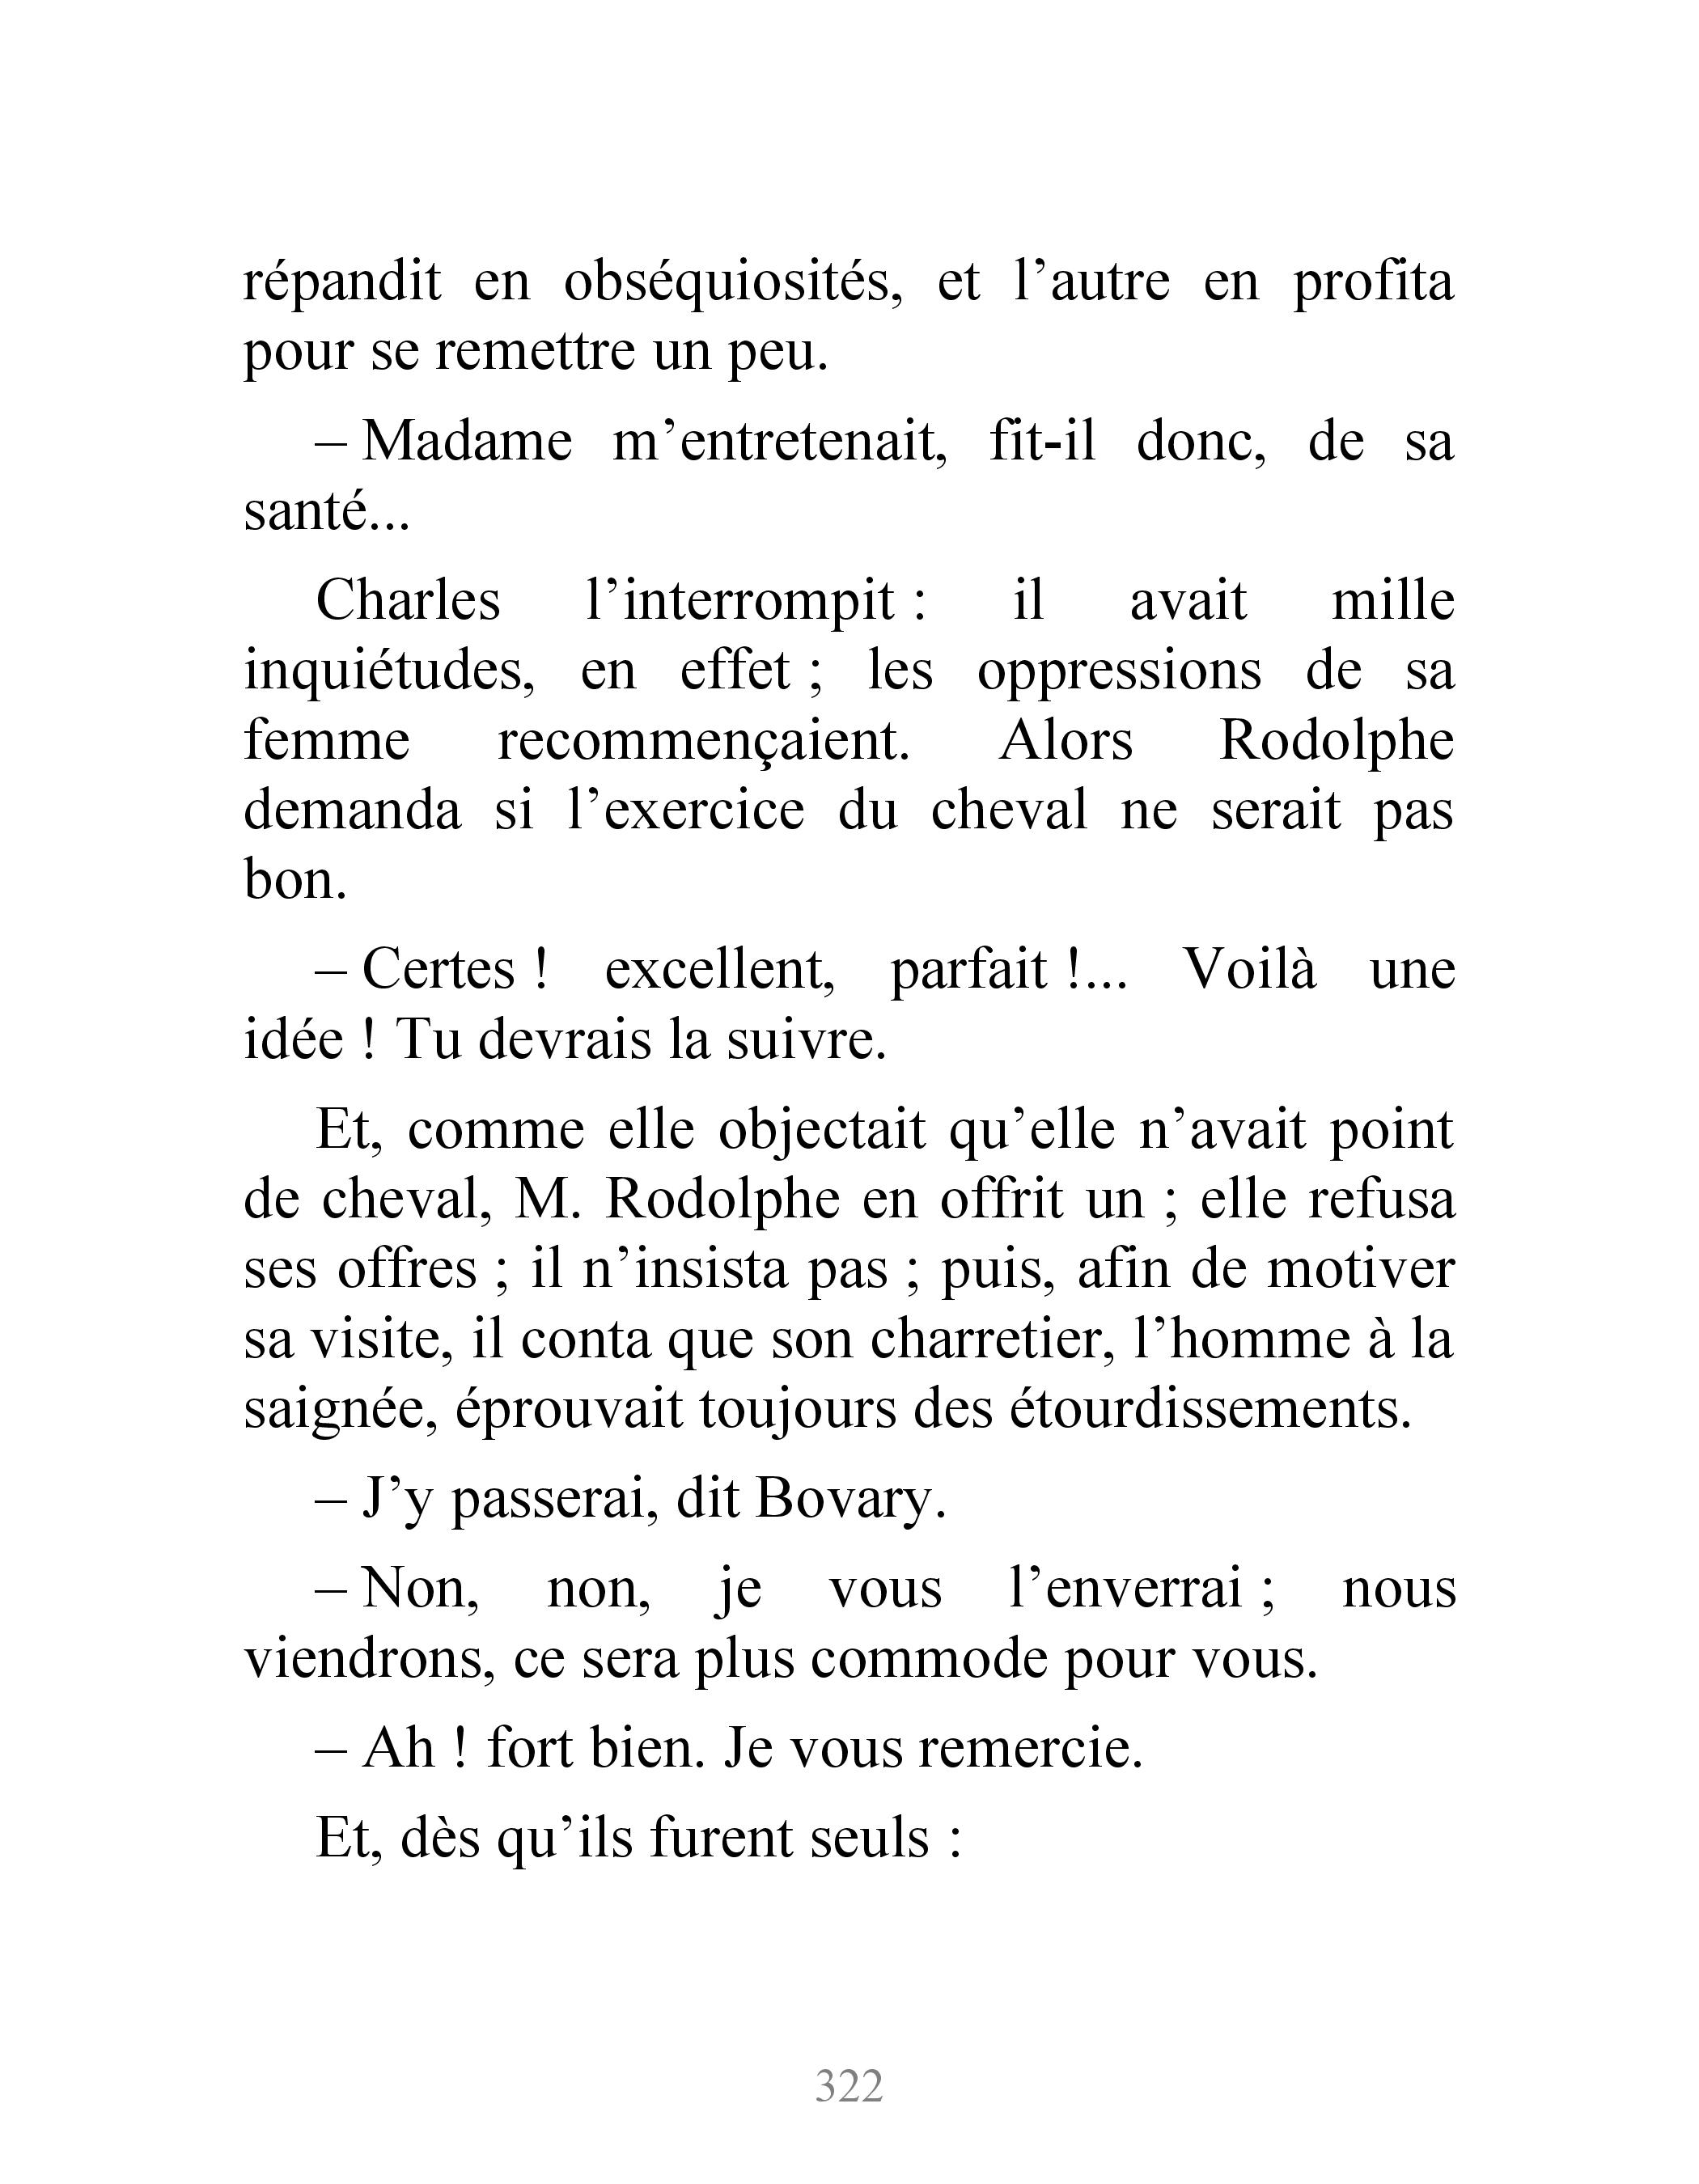 répandit en obséquiosités, et l’autre en profita
pour se remettre un peu.
– Madame m’entretenait, fit-il donc, de sa
santé...
Charles l’interrompit : il avait mille
inquiétudes, en effet ; les oppressions de sa
femme recommençaient. Alors Rodolphe
demanda si l’exercice du cheval ne serait pas
bon.
– Certes ! excellent, parfait !... Voilà une
idée ! Tu devrais la suivre.
Et, comme elle objectait qu’elle n’avait point
de cheval, M. Rodolphe en offrit un ; elle refusa
ses offres ; il n’insista pas ; puis, afin de motiver
sa visite, il conta que son charretier, l’homme à la
saignée, éprouvait toujours des étourdissements.
– J’y passerai, dit Bovary.
– Non, non, je vous l’enverrai ; nous
viendrons, ce sera plus commode pour vous.
– Ah ! fort bien. Je vous remercie.
Et, dès qu’ils furent seuls :
322